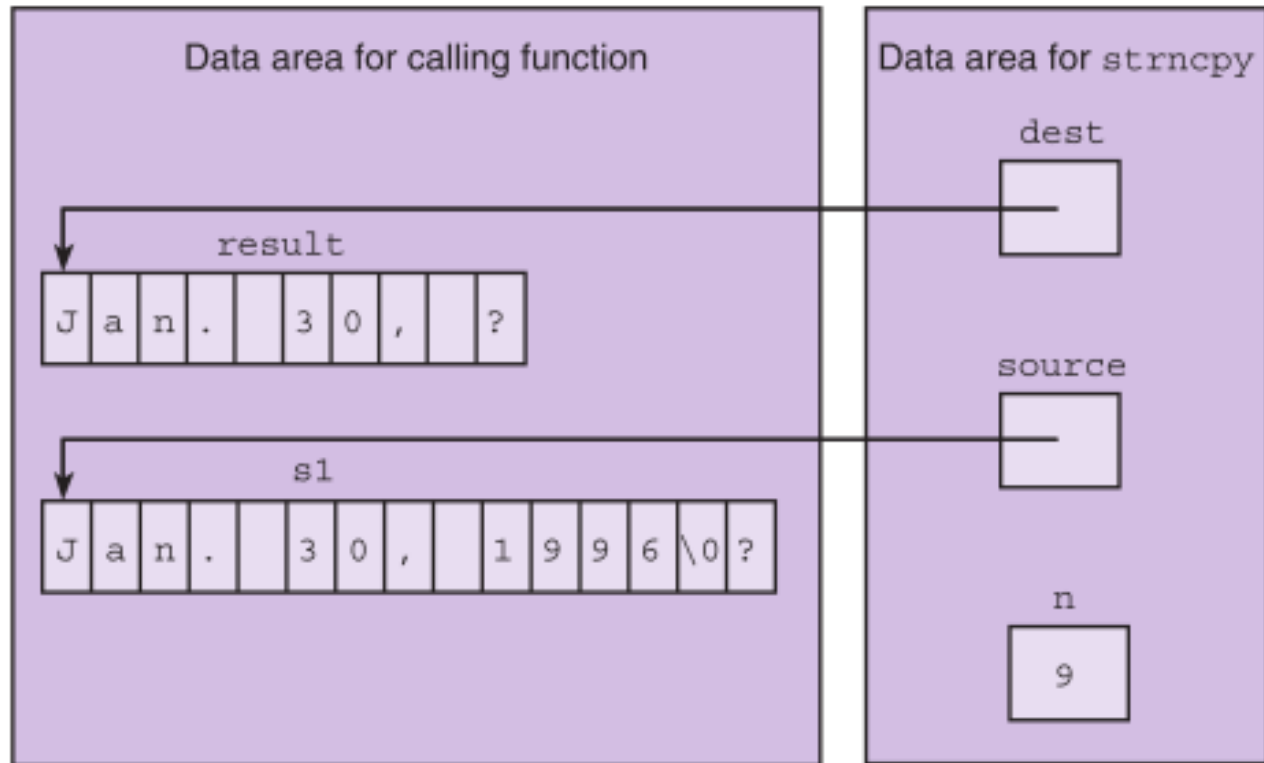 Data area for calling function
Data area for strncpy
dest
result
J a n . 3 0 , ?
source
s1
J a n . 3 0 , 1 9 9 6 \0 ?
n
9